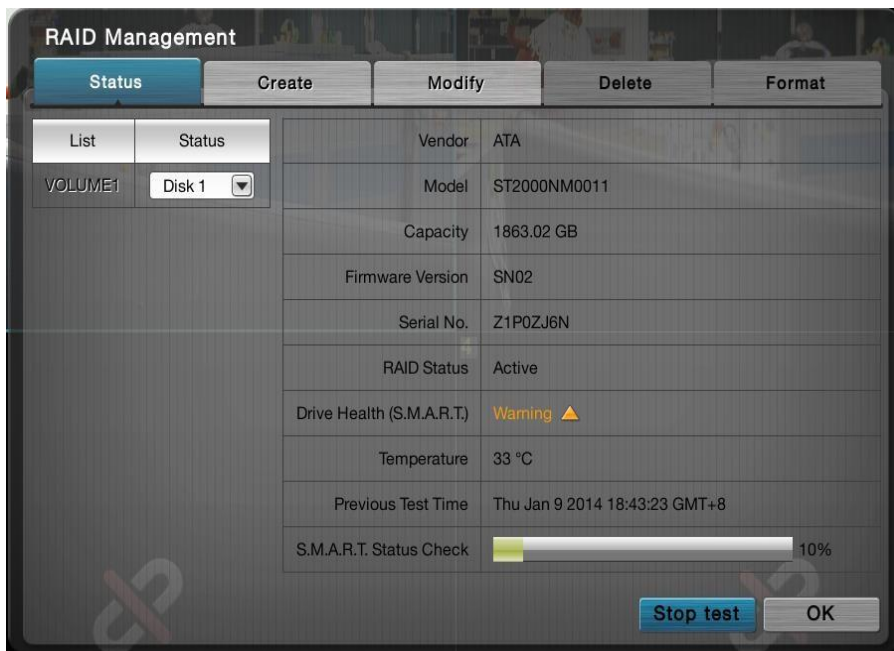 RAID Management
Status Create Modify Delete Format
List Status
VOLUME1 Disk 1
Vendor ATA
Model ST2000NM0011
Capacity 1863.02 GB
Firmware Version SN02
Serial No. Z1P0ZJ6N
RAID Status Active
Drive Health (S.M.A.R.T.) Warning
Temperature 33 °C
Previous Test Time Thu Jan 9 2014 18:43:23 GMT+8
S.M.A.R.T. Status Check 10%
Stop test OK